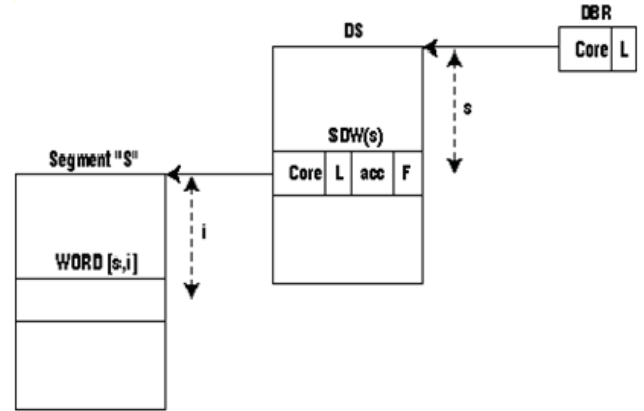 DBR
DS
Core L
s
SDW(s)
Segment "S"
Core L acc F
i
WORD [s,i]